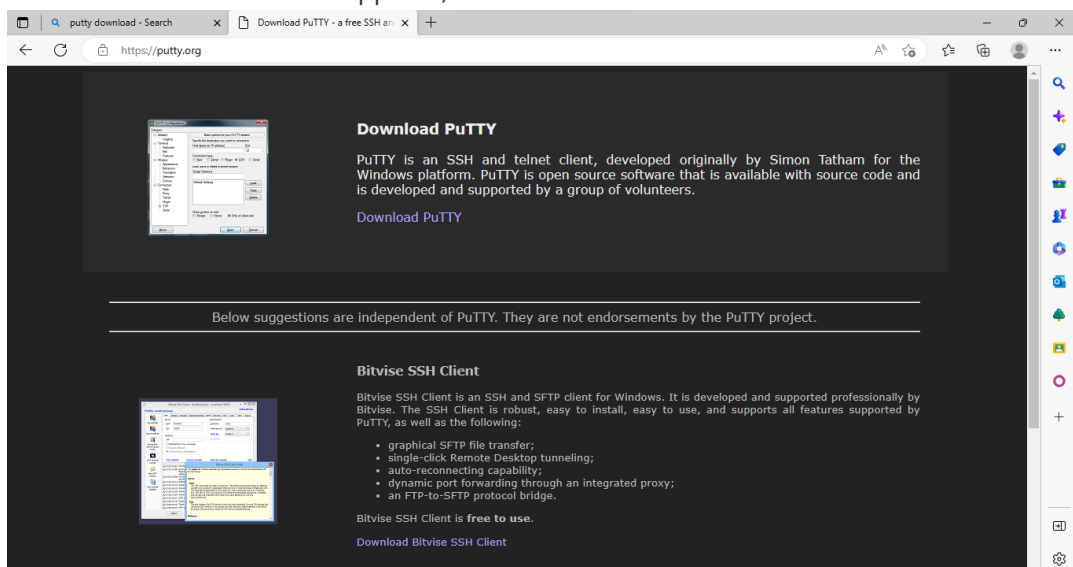 putty download - Search
Download PuTTY - a free SSH an
https://putty.org
Download PuTTY
PuTTY is an SSH and telnet client, developed originally by Simon Tatham for the
Windows platform. PuTTY is open source software that is available with source code and
is developed and supported by a group of volunteers.
Download PuTTY
Below suggestions are independent of PuTTY. They are not endorsements by the PuTTY project.
Bitvise SSH Client
Bitvise SSH Client is an SSH and SFTP client for Windows. It is developed and supported professionally by
Bitvise. The SSH Client is robust, easy to install, easy to use, and supports all features supported by
PuTTY, as well as the following:
• graphical SFTP file transfer;
• single-click Remote Desktop tunneling;
• auto-reconnecting capability;
• dynamic port forwarding through an integrated proxy;
• an FTP-to-SFTP protocol bridge.
Bitvise SSH Client is free to use.
Download Bitvise SSH Client